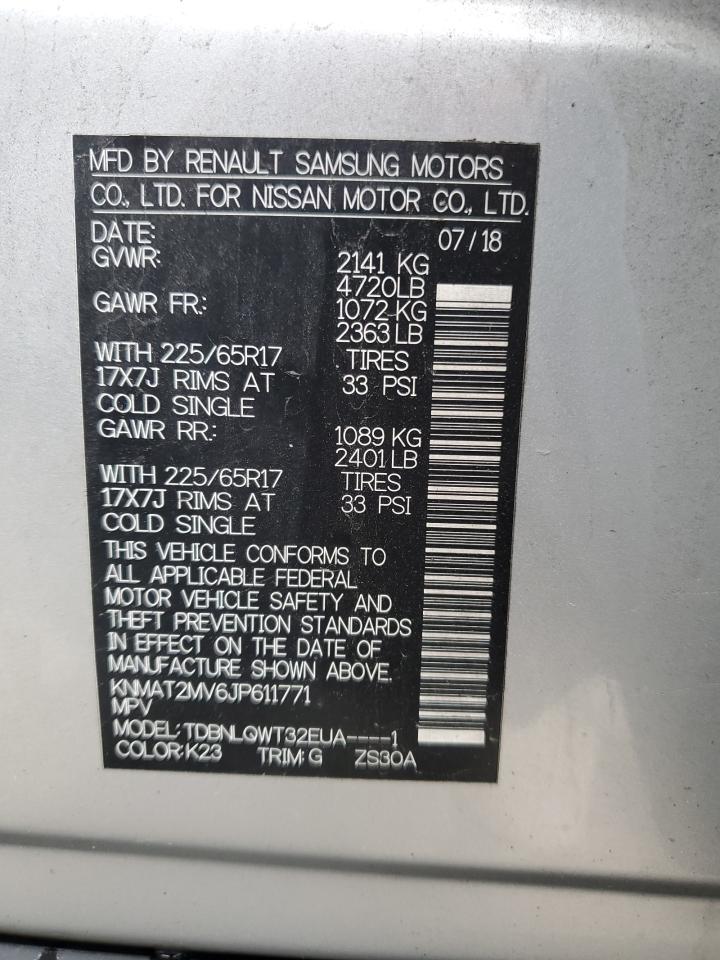 MFD BY RENAULT SAMSUNG MOTORS
CO., LTD. FOR NISSAN MOTOR CO., LTD.
DATE: 07/18
GVWR: 2141 KG
4720LB
GAWR FR.: 1072 KG
2363 LB
WITH 225/65R17 TIRES
17X7J RIMS AT 33 PSI
COLD SINGLE
GAWR RR.: 1089 KG
2401 LB
WITH 225/65R17 TIRES
17X7J RIMS AT 33 PSI
COLD SINGLE
THIS VEHICLE CONFORMS TO
ALL APPLICABLE FEDERAL
MOTOR VEHICLE SAFETY AND
THEFT PREVENTION STANDARDS
IN EFFECT ON THE DATE OF
MANUFACTURE SHOWN ABOVE.
KNMAT2MV6JP611771
MPV
MODEL: TDBNLQWT32EUA----1
COLOR:K23 TRIM: G ZS30A